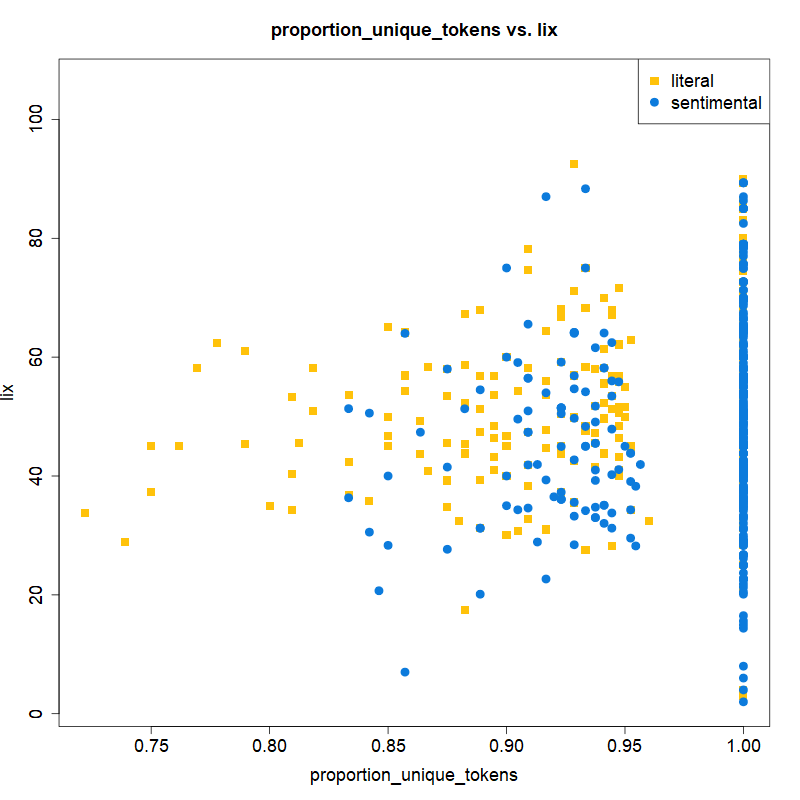 proportion_unique_tokens vs. lix
literal
sentimental
100
80
60
40
20
0
lix
0.75 0.80 0.85 0.90 0.95 1.00
proportion_unique_tokens